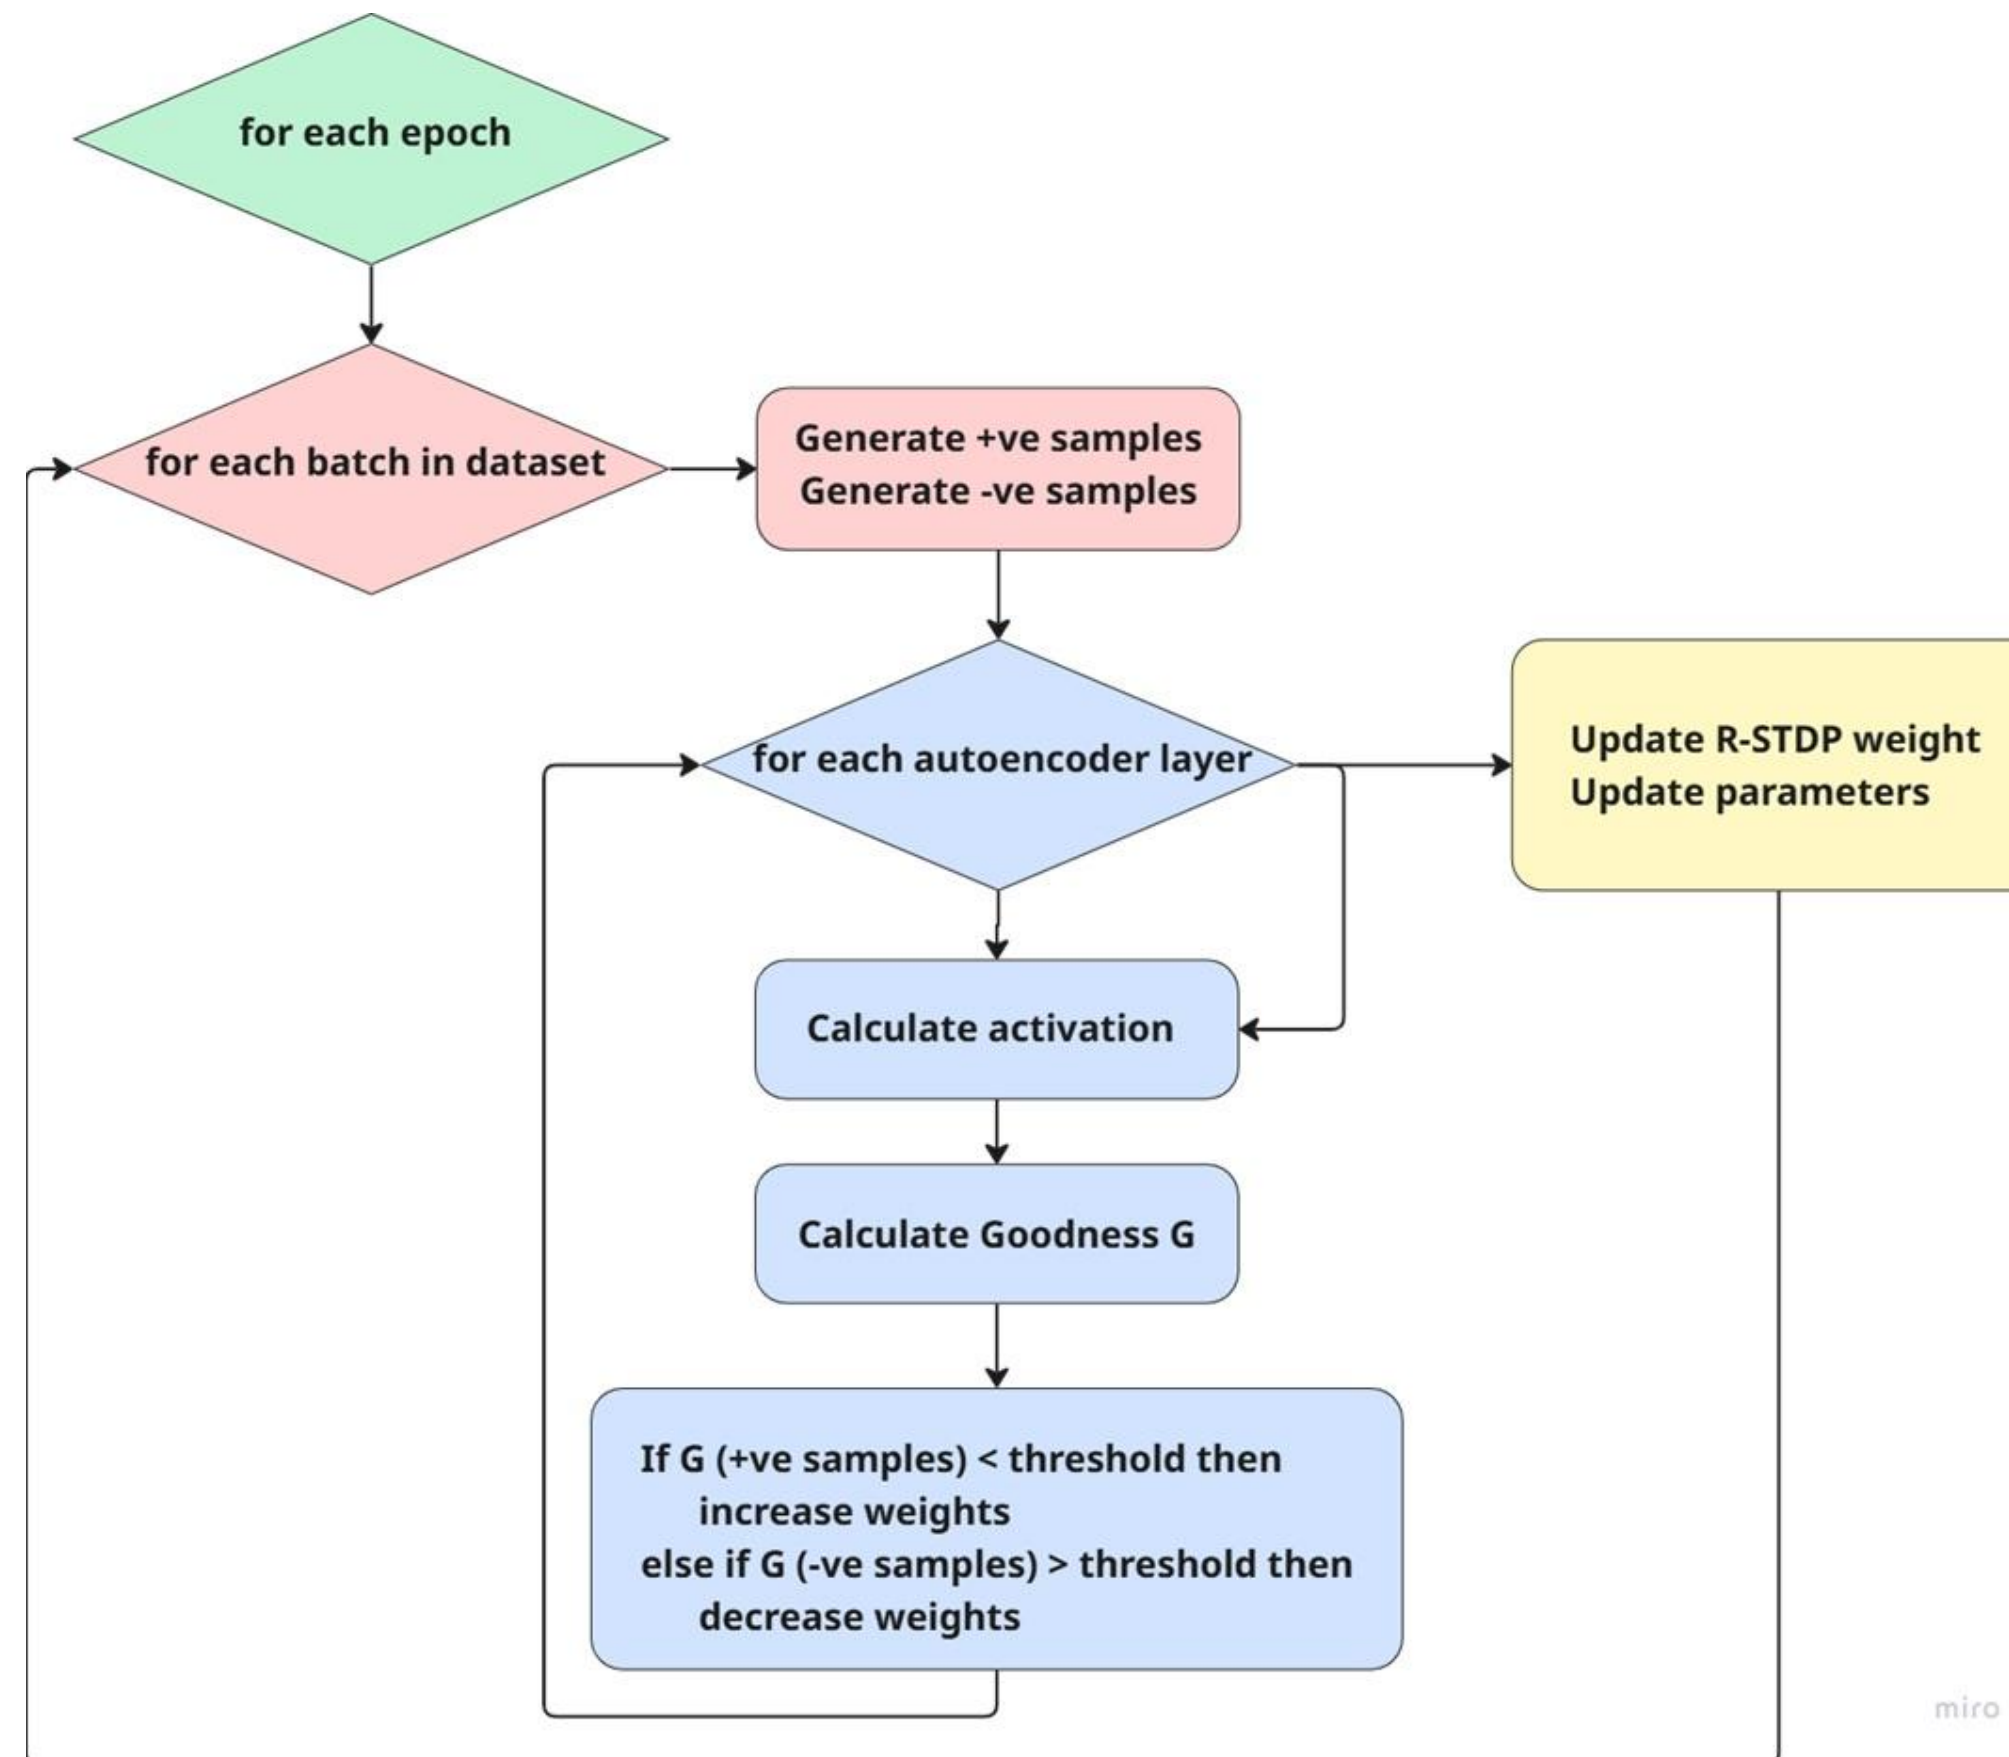 for each epoch
for each batch in dataset
Generate +ve samples
Generate -ve samples
for each autoencoder layer
Update R-STDP weight
Update parameters
Calculate activation
Calculate Goodness G
If G (+ve samples) < threshold then
increase weights
else if G (-ve samples) > threshold then
decrease weights
miro